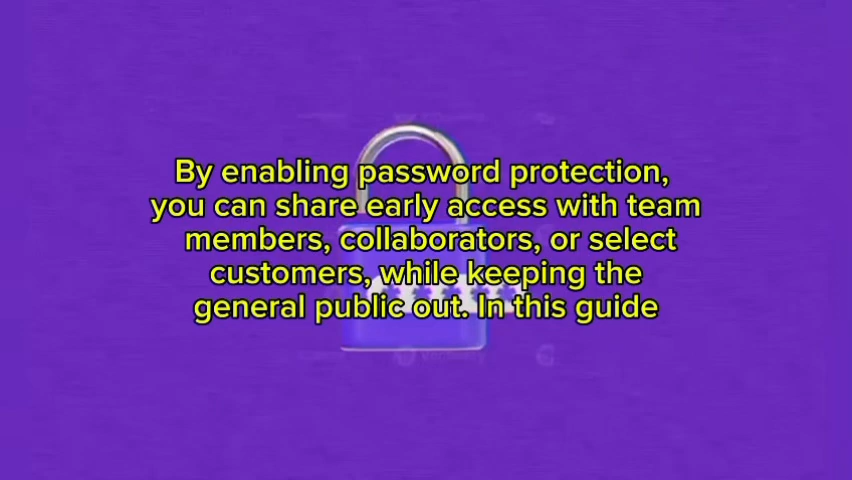 By enabling password protection,
you can share early access with team
members, collaborators, or select
customers, while keeping the
general public out. In this guide